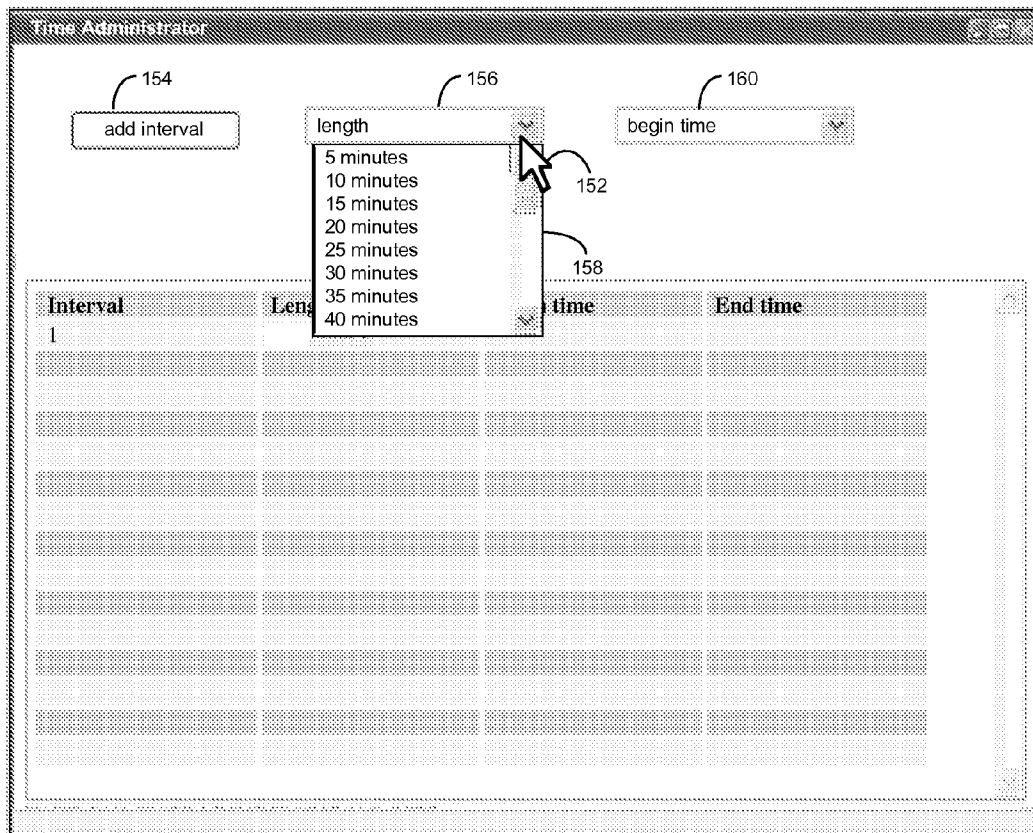 Time Administrator
154
156
160
add interval
length
begin time
5 minutes
10 minutes
15 minutes
20 minutes
25 minutes
30 minutes
35 minutes
40 minutes
152
158
Interval
time
End time
1